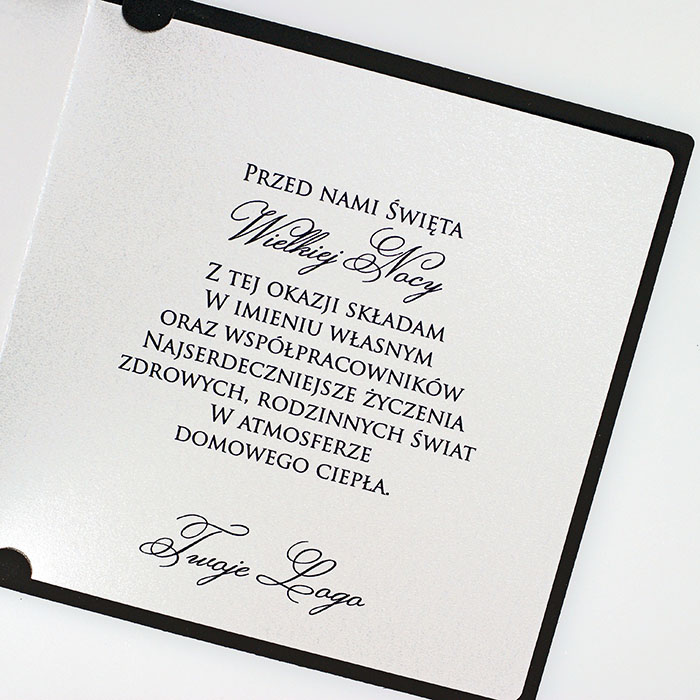 Przed nami Święta
Wielkiej Nocy
Z tej okazji składam
w imieniu własnym
oraz współpracowników
Najserdeczniejsze życzenia
zdrowych, rodzinnych Świat
w atmosferze
domowego ciepła.
Twoje Logo